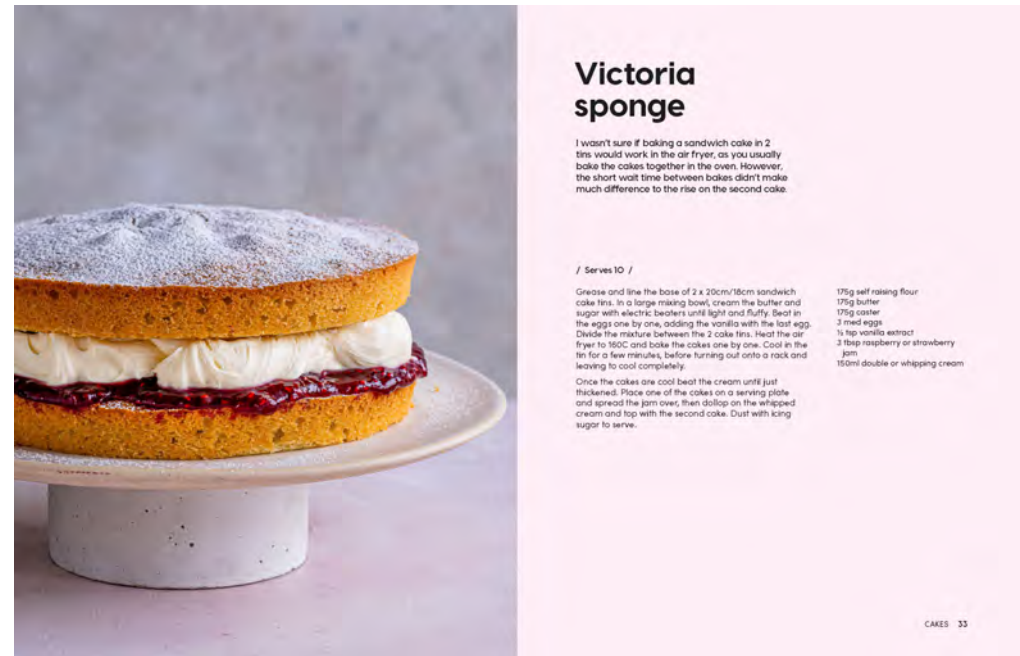 Victoria
sponge
I wasn't sure if baking a sandwich cake in 2
tins would work in the air fryer, as you usually
bake the cakes together in the oven. However,
the short wait time between bakes didn't make
much difference to the rise on the second cake.
/ Serves 10 /
Grease and line the base of 2 x 20cm/18cm sandwich
cake tins. In a large mixing bowl, cream the butter and
sugar with electric beaters until light and fluffy. Beat in
the eggs one by one, adding the vanilla with the last egg.
Divide the mixture between the 2 cake tins. Heat the air
fryer to 160C and bake the cakes one by one. Cool in the
tin for a few minutes, before turning out onto a rack and
leaving to cool completely.
Once the cakes are cool beat the cream until just
thickened. Place one of the cakes on a serving plate
and spread the jam over, then dollop on the whipped
cream and top with the second cake. Dust with icing
sugar to serve.
175g self raising flour
175g butter
175g caster
3 med eggs
½ tsp vanilla extract
3 tbsp raspberry or strawberry
jam
150ml double or whipping cream
CAKES 33